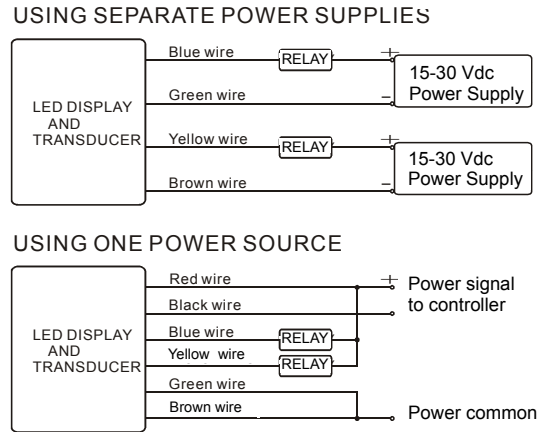 USING SEPARATE POWER SUPPLIES
Blue wire
RELAY
+
15-30 Vdc
Power Supply
Green wire
–
LED DISPLAY
AND
TRANSDUCER
Yellow wire
RELAY
+
15-30 Vdc
Power Supply
Brown wire
–
USING ONE POWER SOURCE
Red wire
+
Power signal
to controller
Black wire
LED DISPLAY
AND
TRANSDUCER
Blue wire
RELAY
Yellow wire
RELAY
Green wire
Brown wire
Power common